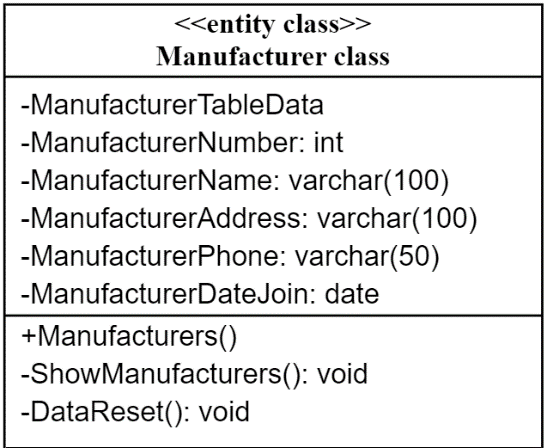 <<entity class>>
Manufacturer class
-ManufacturerTableData
-ManufacturerNumber: int
-ManufacturerName: varchar(100)
-ManufacturerAddress: varchar(100)
-ManufacturerPhone: varchar(50)
-ManufacturerDateJoin: date
+Manufacturers()
-ShowManufacturers(): void
-DataReset(): void